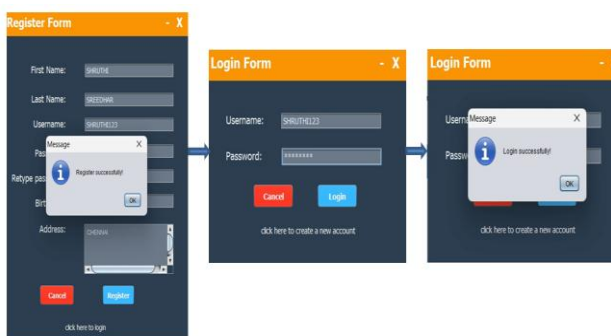 Register Form - X
First Name: SHRUTHI
Last Name: SREEDHAR
Username: SHRUTHI123
Message X
Register successfully!
OK
Retype
Address:
CHENNAI
Cancel Register
click here to login
Login Form - X
Username: SHRUTHI123
Password: ********
Cancel Login
click here to create a new account
Login Form -
Message X
Login successfully!
OK
click here to create a new account